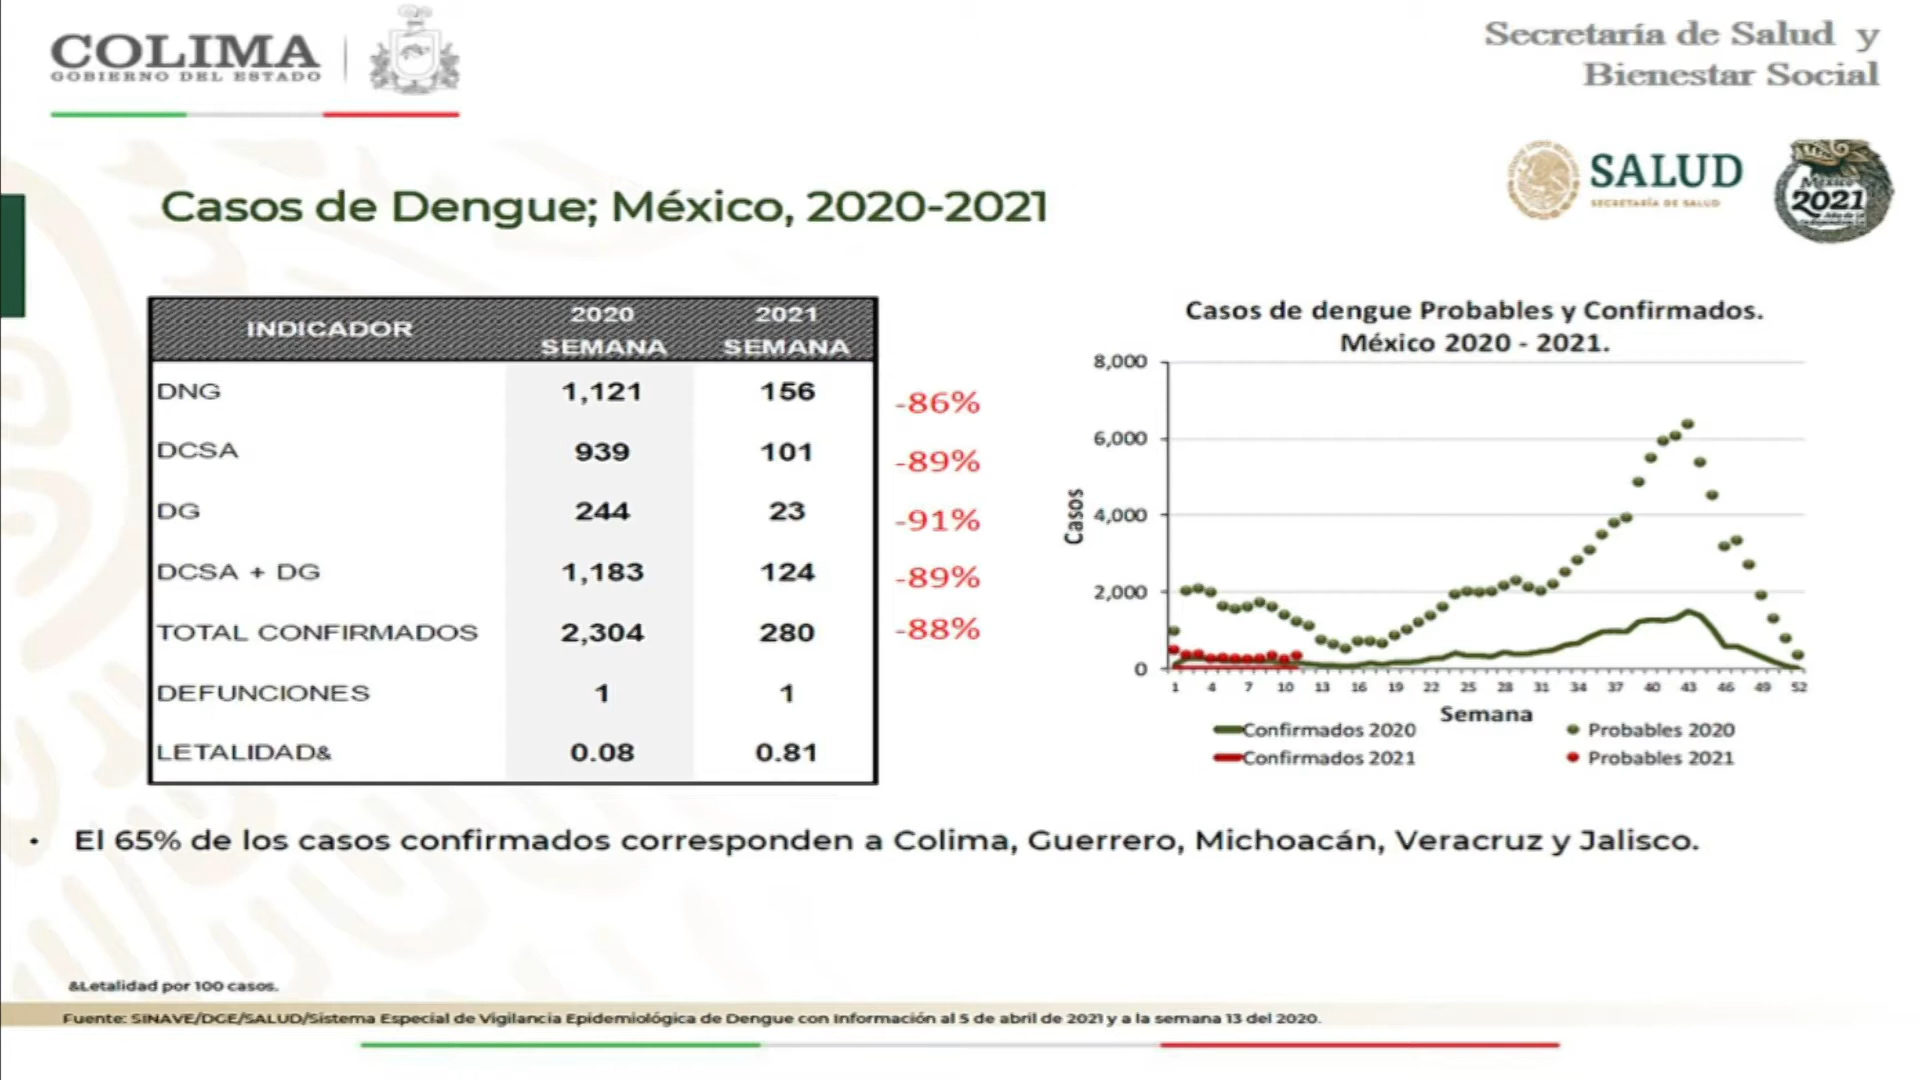 COLIMA
GOBIERNO DEL ESTADO
Secretaría de Salud y
Bienestar Social
SALUD
SECRETARÍA DE SALUD
México
2021
Año de la
Independencia
Casos de Dengue; México, 2020-2021
INDICADOR 2020 SEMANA 2021 SEMANA
DNG 1,121 156 -86%
DCSA 939 101 -89%
DG 244 23 -91%
DCSA + DG 1,183 124 -89%
TOTAL CONFIRMADOS 2,304 280 -88%
DEFUNCIONES 1 1
LETALIDAD& 0.08 0.81
Casos de dengue Probables y Confirmados.
México 2020 - 2021.
8,000
6,000
4,000
2,000
0
Casos
1 4 7 10 13 16 19 22 25 28 31 34 37 40 43 46 49 52
Semana
Confirmados 2020 Probables 2020
Confirmados 2021 Probables 2021
• El 65% de los casos confirmados corresponden a Colima, Guerrero, Michoacán, Veracruz y Jalisco.
&Letalidad por 100 casos.
Fuente: SINAVE/DGE/SALUD/Sistema Especial de Vigilancia Epidemiológica de Dengue con Información al 5 de abril de 2021 y a la semana 13 del 2020.